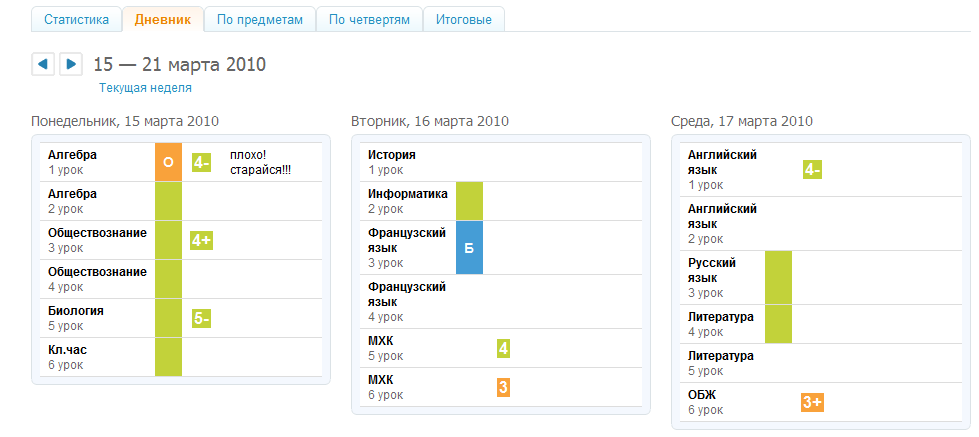 Статистика
Дневник
По предметам
По четвертям
Итоговые
15 — 21 марта 2010
Текущая неделя
Понедельник, 15 марта 2010
Алгебра
1 урок
О
4-
плохо!
старайся!!!
Алгебра
2 урок
Обществознание
3 урок
4+
Обществознание
4 урок
Биология
5 урок
5-
Кл.час
6 урок
Вторник, 16 марта 2010
История
1 урок
Информатика
2 урок
Французский
язык
3 урок
Б
Французский
язык
4 урок
МХК
5 урок
4
МХК
6 урок
3
Среда, 17 марта 2010
Английский
язык
1 урок
4-
Английский
язык
2 урок
Русский
язык
3 урок
Литература
4 урок
Литература
5 урок
ОБЖ
6 урок
3+